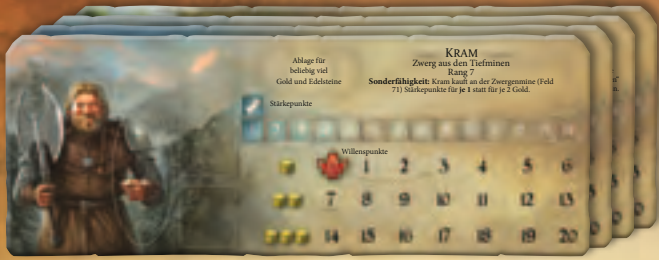 Ablage für
beliebig viel
Gold und Edelsteine
KRAM
Zwerg aus den Tiefminen
Rang 7
Sonderfähigkeit: Kram kauft an der Zwergenmine (Feld
71) Stärkepunkte für je 1 statt für je 2 Gold.
Stärkepunkte
Willenspunkte
1 2 3 4 5 6
7 8 9 10 11 12 13
14 15 16 17 18 19 20